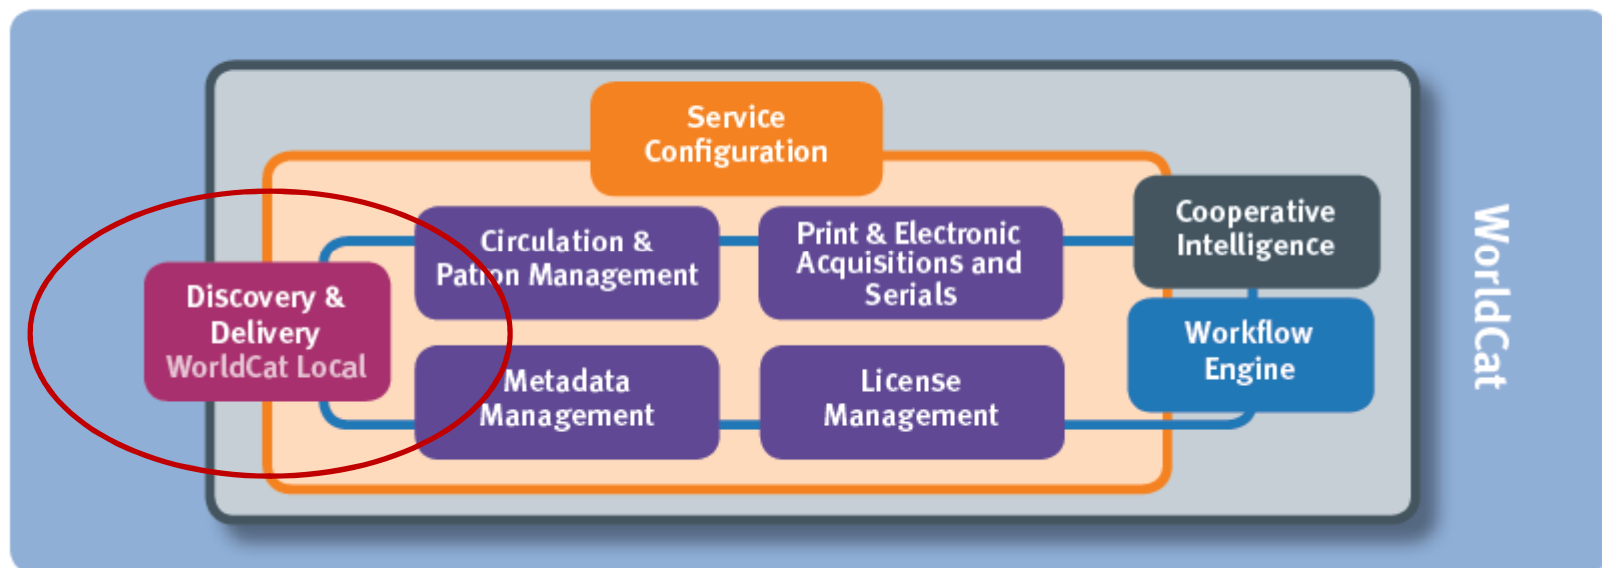 Service
Configuration
Cooperative
Intelligence
Circulation &
Patron Management
Print & Electronic
Acquisitions and
Serials
Discovery &
Delivery
WorldCat Local
Workflow
Engine
Metadata
Management
License
Management
WorldCat